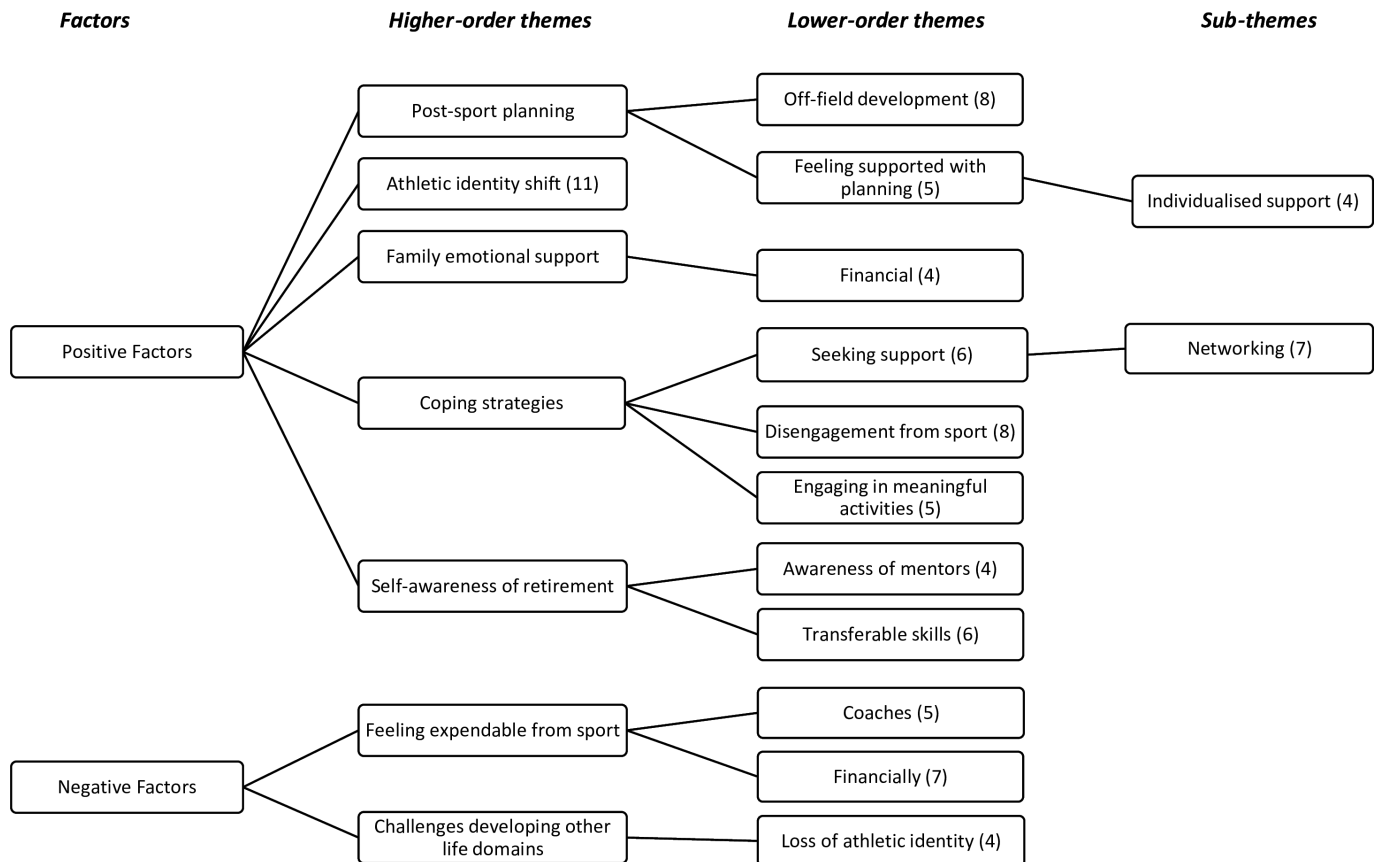 Factors
Higher-order themes
Lower-order themes
Sub-themes
Post-sport planning
Off-field development (8)
Feeling supported with
planning (5)
Individualised support (4)
Athletic identity shift (11)
Family emotional support
Financial (4)
Positive Factors
Coping strategies
Seeking support (6)
Networking (7)
Disengagement from sport (8)
Engaging in meaningful
activities (5)
Self-awareness of retirement
Awareness of mentors (4)
Transferable skills (6)
Negative Factors
Feeling expendable from sport
Coaches (5)
Financially (7)
Challenges developing other
life domains
Loss of athletic identity (4)